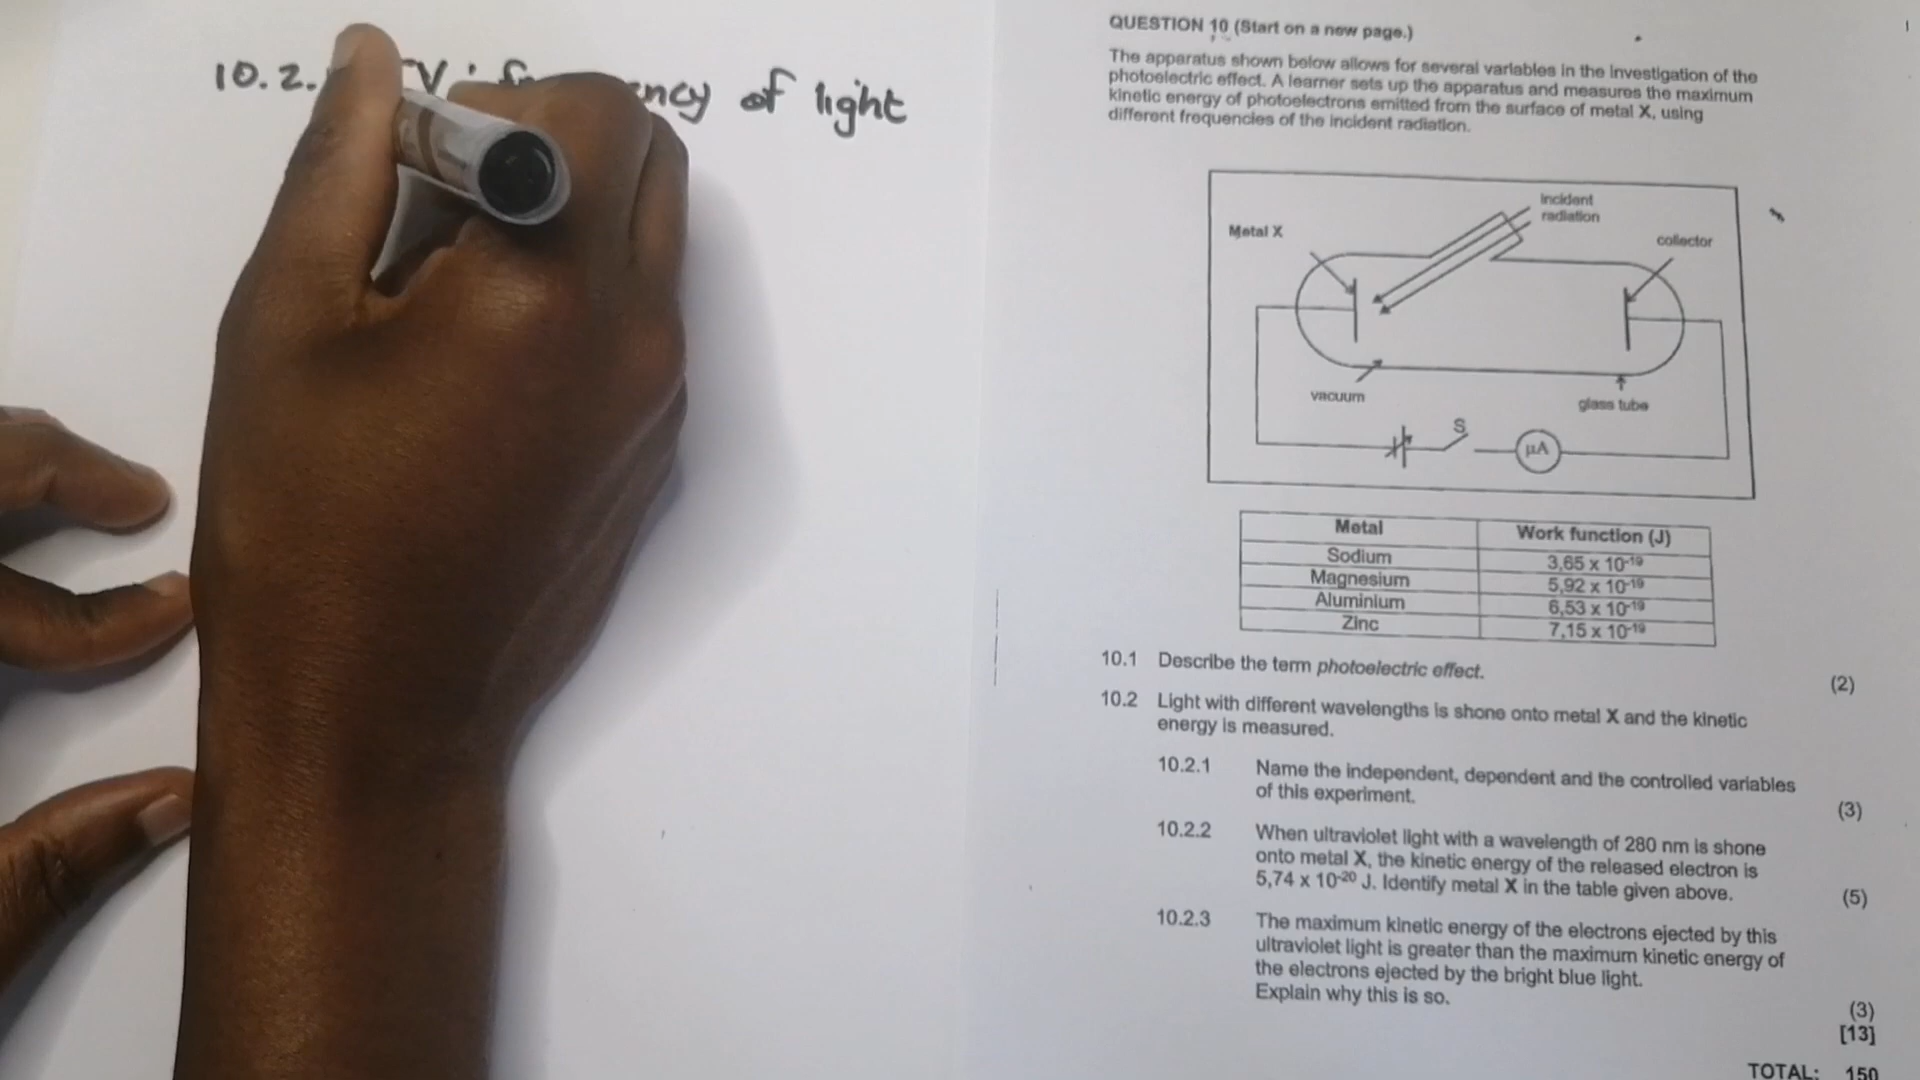 10.2.
of light
QUESTION 10 (Start on a new page.)
The apparatus shown below allows for several variables in the investigation of the
photoelectric effect. A learner sets up the apparatus and measures the maximum
kinetic energy of photoelectrons emitted from the surface of metal X, using
different frequencies of the incident radiation.
incident
radiation
Metal X
collector
vacuum
glass tube
S
μA
Metal Work function (J)
Sodium 3,65 x 10⁻¹⁹
Magnesium 5,92 x 10⁻¹⁹
Aluminium 6,53 x 10⁻¹⁹
Zinc 7,15 x 10⁻¹⁹
10.1 Describe the term photoelectric effect.
(2)
10.2 Light with different wavelengths is shone onto metal X and the kinetic
energy is measured.
10.2.1 Name the independent, dependent and the controlled variables
of this experiment.
(3)
10.2.2 When ultraviolet light with a wavelength of 280 nm is shone
onto metal X, the kinetic energy of the released electron is
5,74 x 10⁻²⁰ J. Identify metal X in the table given above.
(5)
10.2.3 The maximum kinetic energy of the electrons ejected by this
ultraviolet light is greater than the maximum kinetic energy of
the electrons ejected by the bright blue light.
Explain why this is so.
(3)
[13]
TOTAL: 150